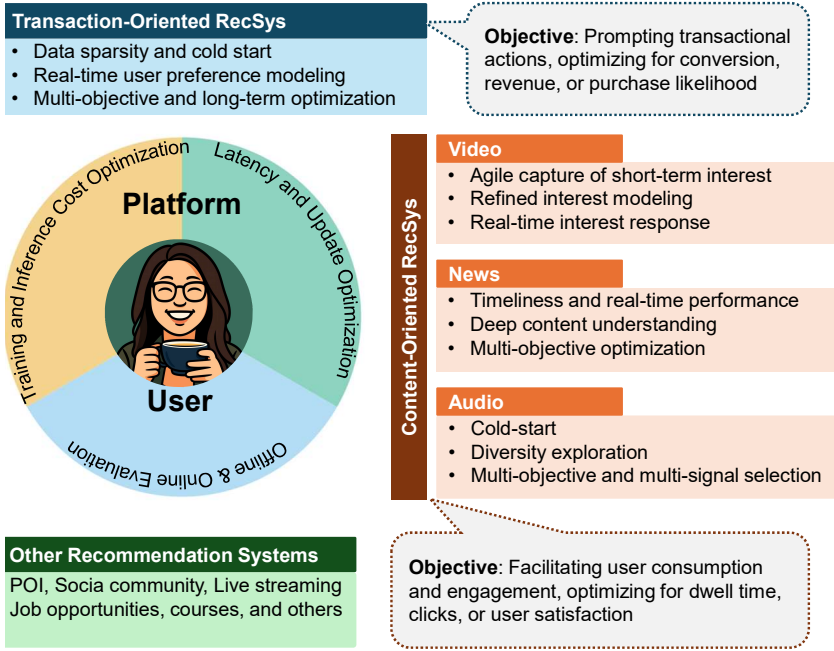 Transaction-Oriented RecSys
• Data sparsity and cold start
• Real-time user preference modeling
• Multi-objective and long-term optimization
Objective: Prompting transactional
actions, optimizing for conversion,
revenue, or purchase likelihood
Training and Inference Cost Optimization
Latency and Update Optimization
Platform
User
Offline & Online Evaluation
Content-Oriented RecSys
Video
• Agile capture of short-term interest
• Refined interest modeling
• Real-time interest response
News
• Timeliness and real-time performance
• Deep content understanding
• Multi-objective optimization
Audio
• Cold-start
• Diversity exploration
• Multi-objective and multi-signal selection
Other Recommendation Systems
POI, Socia community, Live streaming
Job opportunities, courses, and others
Objective: Facilitating user consumption
and engagement, optimizing for dwell time,
clicks, or user satisfaction